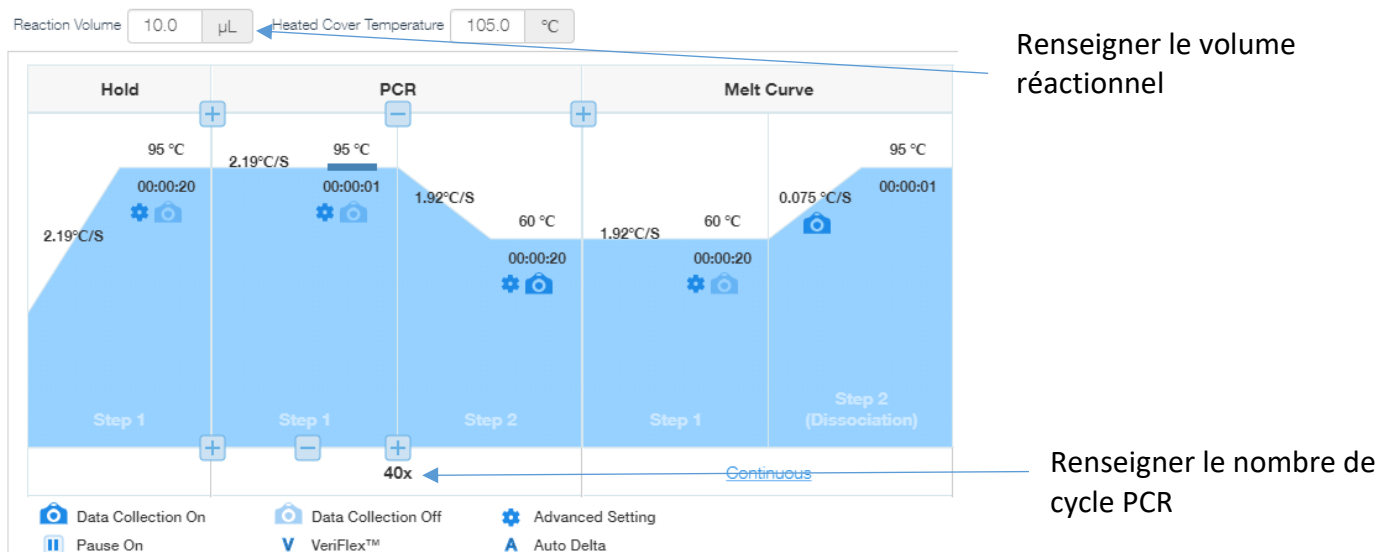 Reaction Volume 10.0 µL Heated Cover Temperature 105.0 °C
Renseigner le volume
réactionnel
Hold PCR Melt Curve
95 °C 2.19°C/S 95 °C 95 °C
00:00:20 00:00:01 1.92°C/S 0.075 °C/S 00:00:01
2.19°C/S 60 °C 1.92°C/S 60 °C
00:00:20 00:00:20
Step 1 Step 1 Step 2 Step 1 Step 2
(Dissociation)
40x Continuous
Renseigner le nombre de
cycle PCR
Data Collection On Data Collection Off Advanced Setting
Pause On V VeriFlex™ A Auto Delta